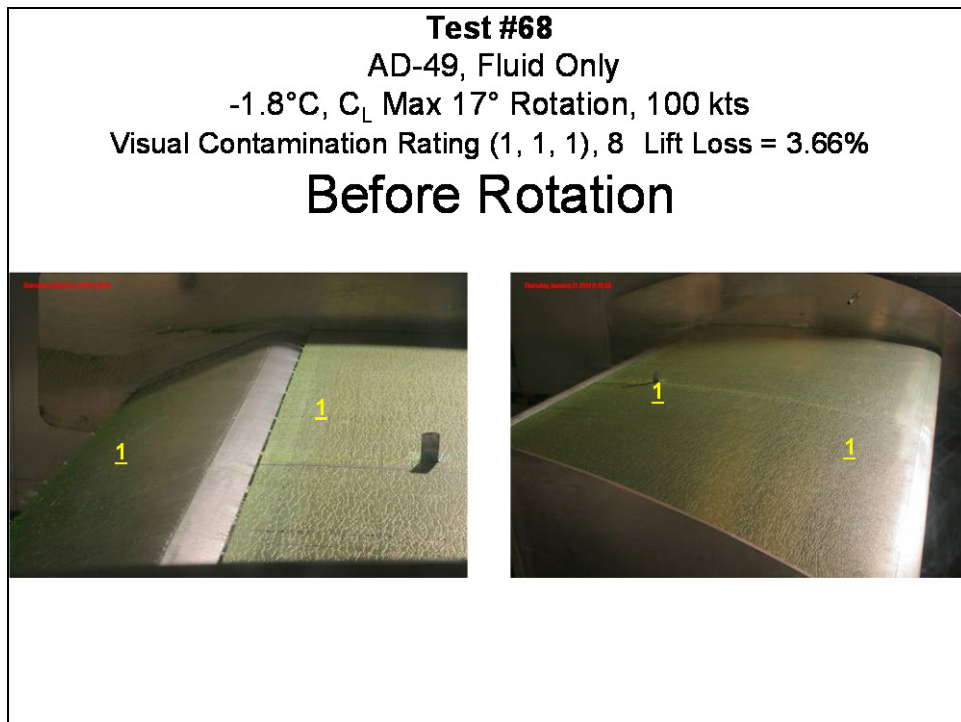 Test #68
AD-49, Fluid Only
-1.8°C, CL Max 17° Rotation, 100 kts
Visual Contamination Rating (1, 1, 1), 8 Lift Loss = 3.66%
Before Rotation
1
1
1
1